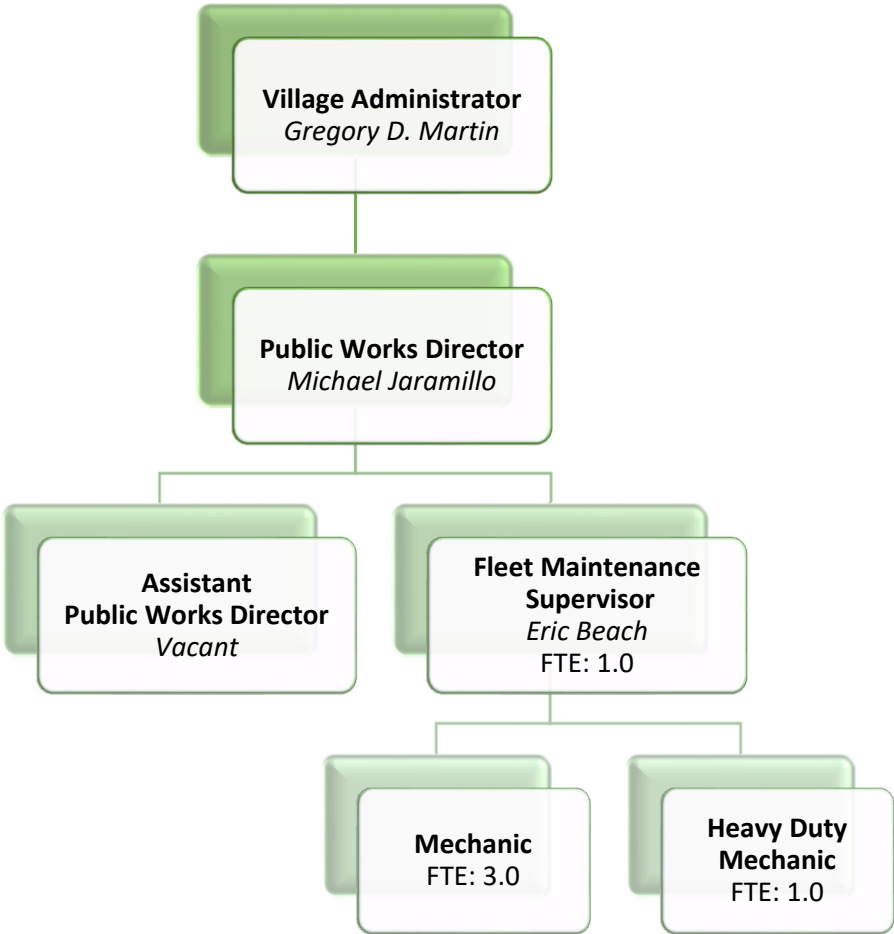 Village Administrator
Gregory D. Martin
Public Works Director
Michael Jaramillo
Assistant
Public Works Director
Vacant
Fleet Maintenance
Supervisor
Eric Beach
FTE: 1.0
Mechanic
FTE: 3.0
Heavy Duty
Mechanic
FTE: 1.0